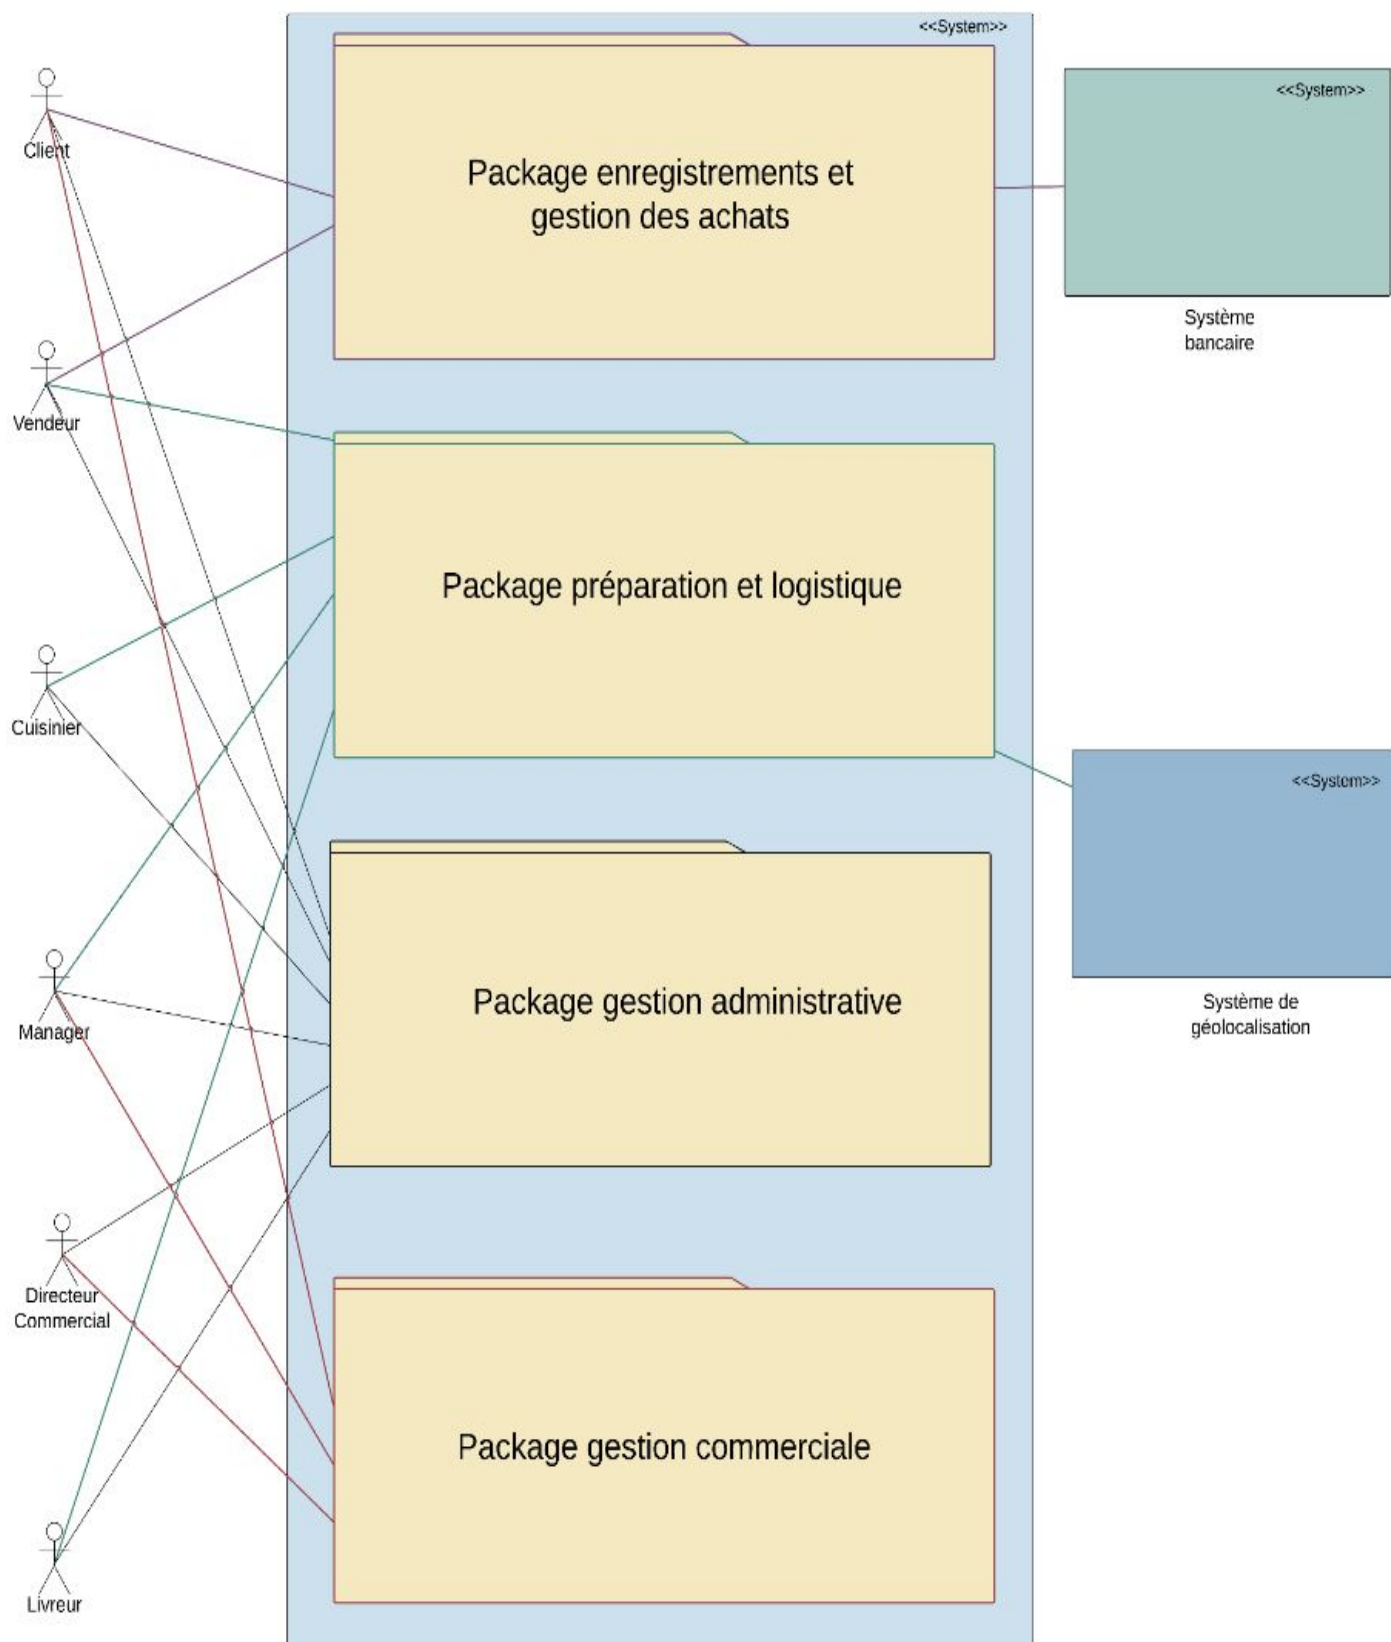 <<System>>
Client
Package enregistrements et
gestion des achats
<<System>>
Système
bancaire
Vendeur
Package préparation et logistique
Cuisinier
<<System>>
Système de
géolocalisation
Package gestion administrative
Manager
Directeur
Commercial
Package gestion commerciale
Livreur